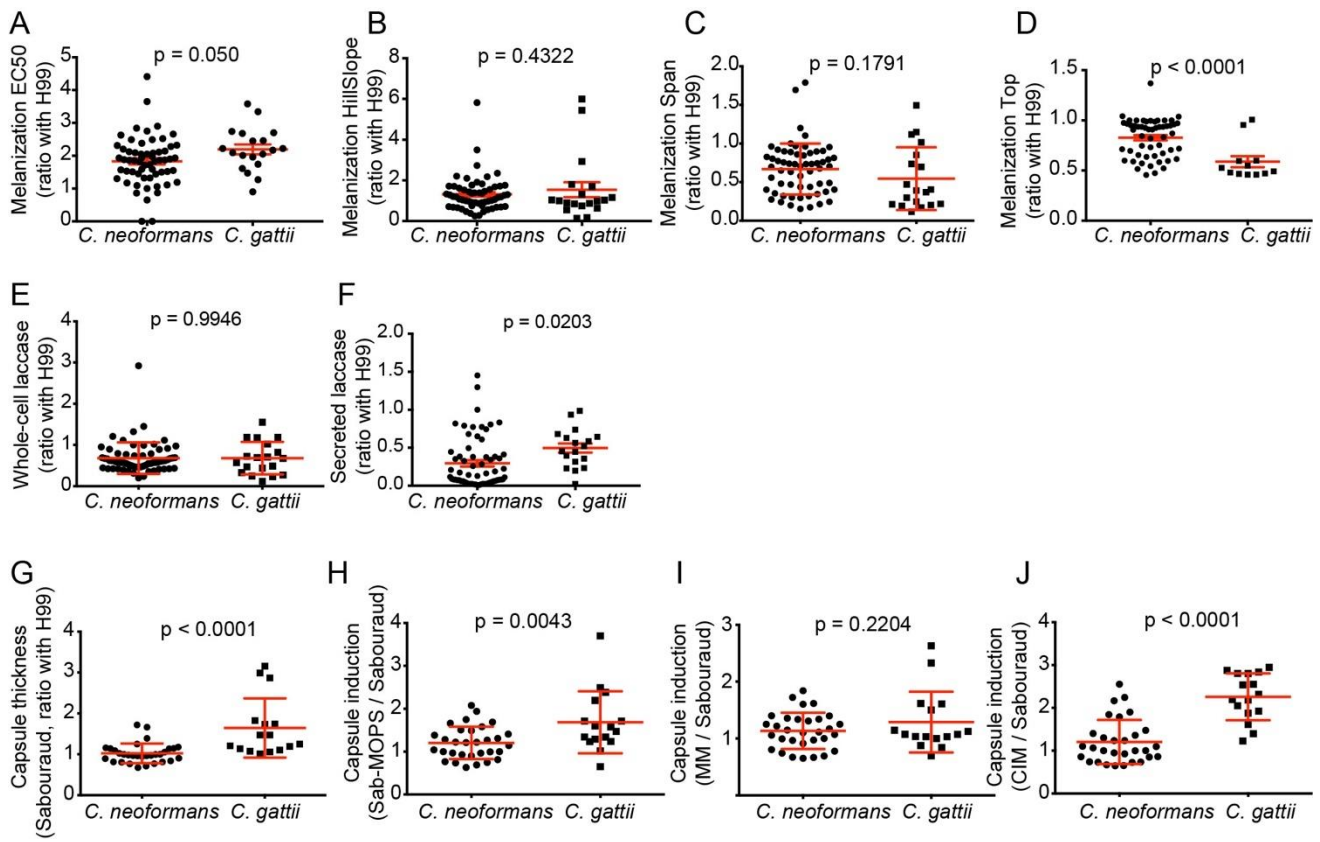 A
p = 0.050
Melanization EC50
(ratio with H99)
5
4
3
2
1
0
C. neoformans C. gattii
B
p = 0.4322
Melanization HillSlope
(ratio with H99)
8
6
4
2
0
C. neoformans C. gattii
C
p = 0.1791
Melanization Span
(ratio with H99)
2.0
1.5
1.0
0.5
0.0
C. neoformans C. gattii
D
p < 0.0001
Melanization Top
(ratio with H99)
1.5
1.0
0.5
0.0
C. neoformans C. gattii
E
p = 0.9946
Whole-cell laccase
(ratio with H99)
4
3
2
1
0
C. neoformans C. gattii
F
p = 0.0203
Secreted laccase
(ratio with H99)
2.0
1.5
1.0
0.5
0.0
C. neoformans C. gattii
G
p < 0.0001
Capsule thickness
(Sabouraud, ratio with H99)
4
3
2
1
0
C. neoformans C. gattii
H
p = 0.0043
Capsule induction
(Sab-MOPS / Sabouraud)
4
3
2
1
0
C. neoformans C. gattii
I
p = 0.2204
Capsule induction
(MM / Sabouraud)
3
2
1
C. neoformans C. gattii
J
p < 0.0001
Capsule induction
(CIM / Sabouraud)
4
3
2
1
0
C. neoformans C. gattii